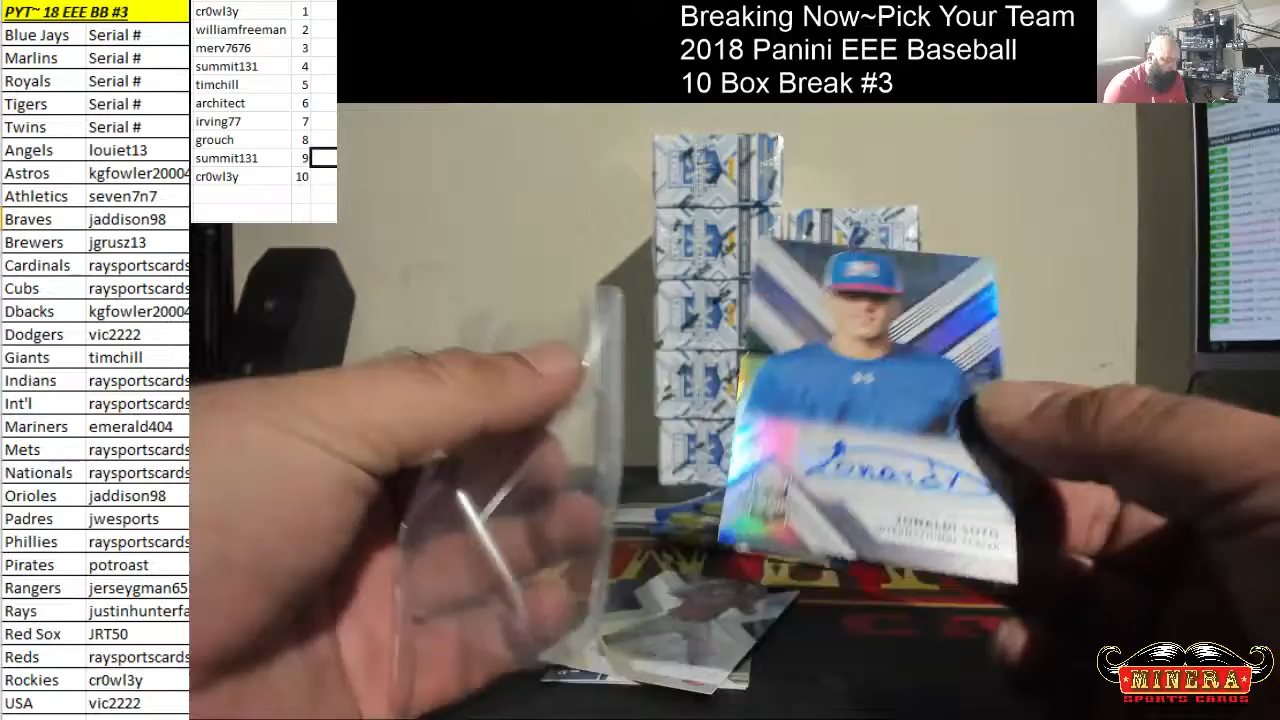 PYT~ 18 EEE BB #3
Blue Jays Serial #
Marlins Serial #
Royals Serial #
Tigers Serial #
Twins Serial #
Angels louiet13
Astros kgfowler20004
Athletics seven7n7
Braves jaddison98
Brewers jgrusz13
Cardinals raysportscards
Cubs raysportscards
Dbacks kgfowler20004
Dodgers vic2222
Giants timchill
Indians raysportscards
Int'l raysportscards
Mariners emerald404
Mets raysportscards
Nationals raysportscards
Orioles jaddison98
Padres jwesports
Phillies raysportscards
Pirates potroast
Rangers jerseygman65
Rays justinhunterfa
Red Sox JRT50
Reds raysportscards
Rockies cr0wl3y
USA vic2222
cr0wl3y 1
williamfreeman 2
merv7676 3
summit131 4
timchill 5
architect 6
irving77 7
grouch 8
summit131 9
cr0wl3y 10
Breaking Now~Pick Your Team
2018 Panini EEE Baseball
10 Box Break #3
MINERA
SPORTS CARDS